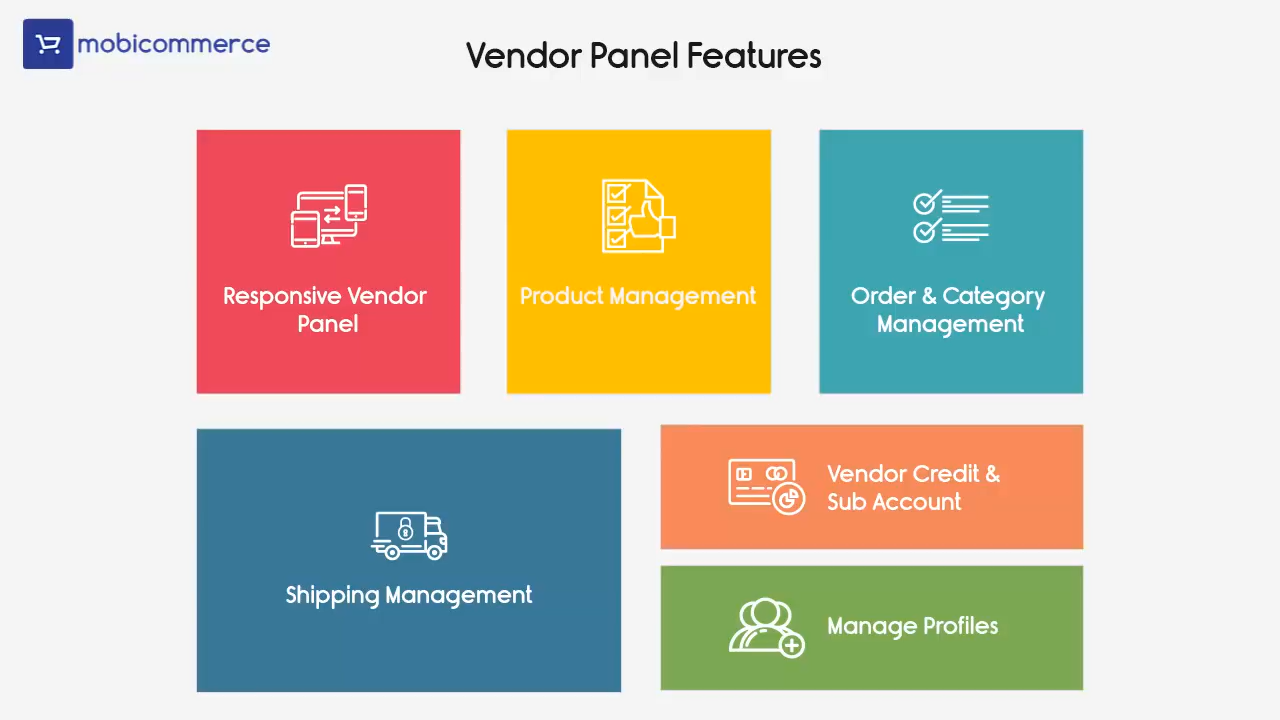 mobicommerce
Vendor Panel Features
Responsive Vendor
Panel
Product Management
Order & Category
Management
Shipping Management
Vendor Credit &
Sub Account
Manage Profiles